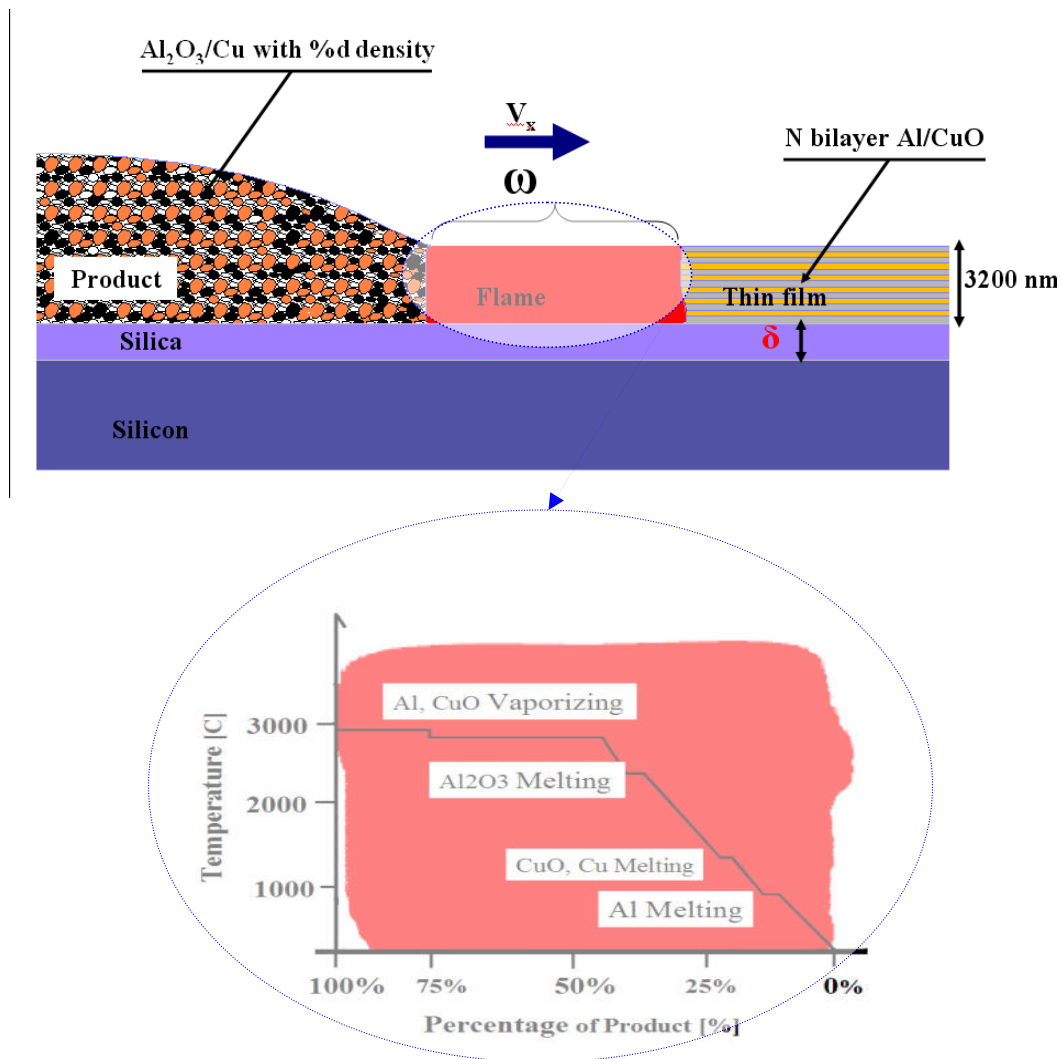 Al₂O₃/Cu with %d density
Vₓ
N bilayer Al/CuO
ω
Product
Flame
Thin film
3200 nm
Silica
δ
Silicon
Al, CuO Vaporizing
3000
Al2O3 Melting
2000
CuO, Cu Melting
1000
Al Melting
Temperature [C]
100% 75% 50% 25% 0%
Percentage of Product [%]